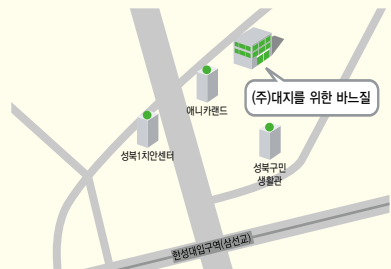 (주)대지를 위한 바느질
애니카랜드
성북1치안센터
성북구민
생활관
한성대입구역(삼선교)